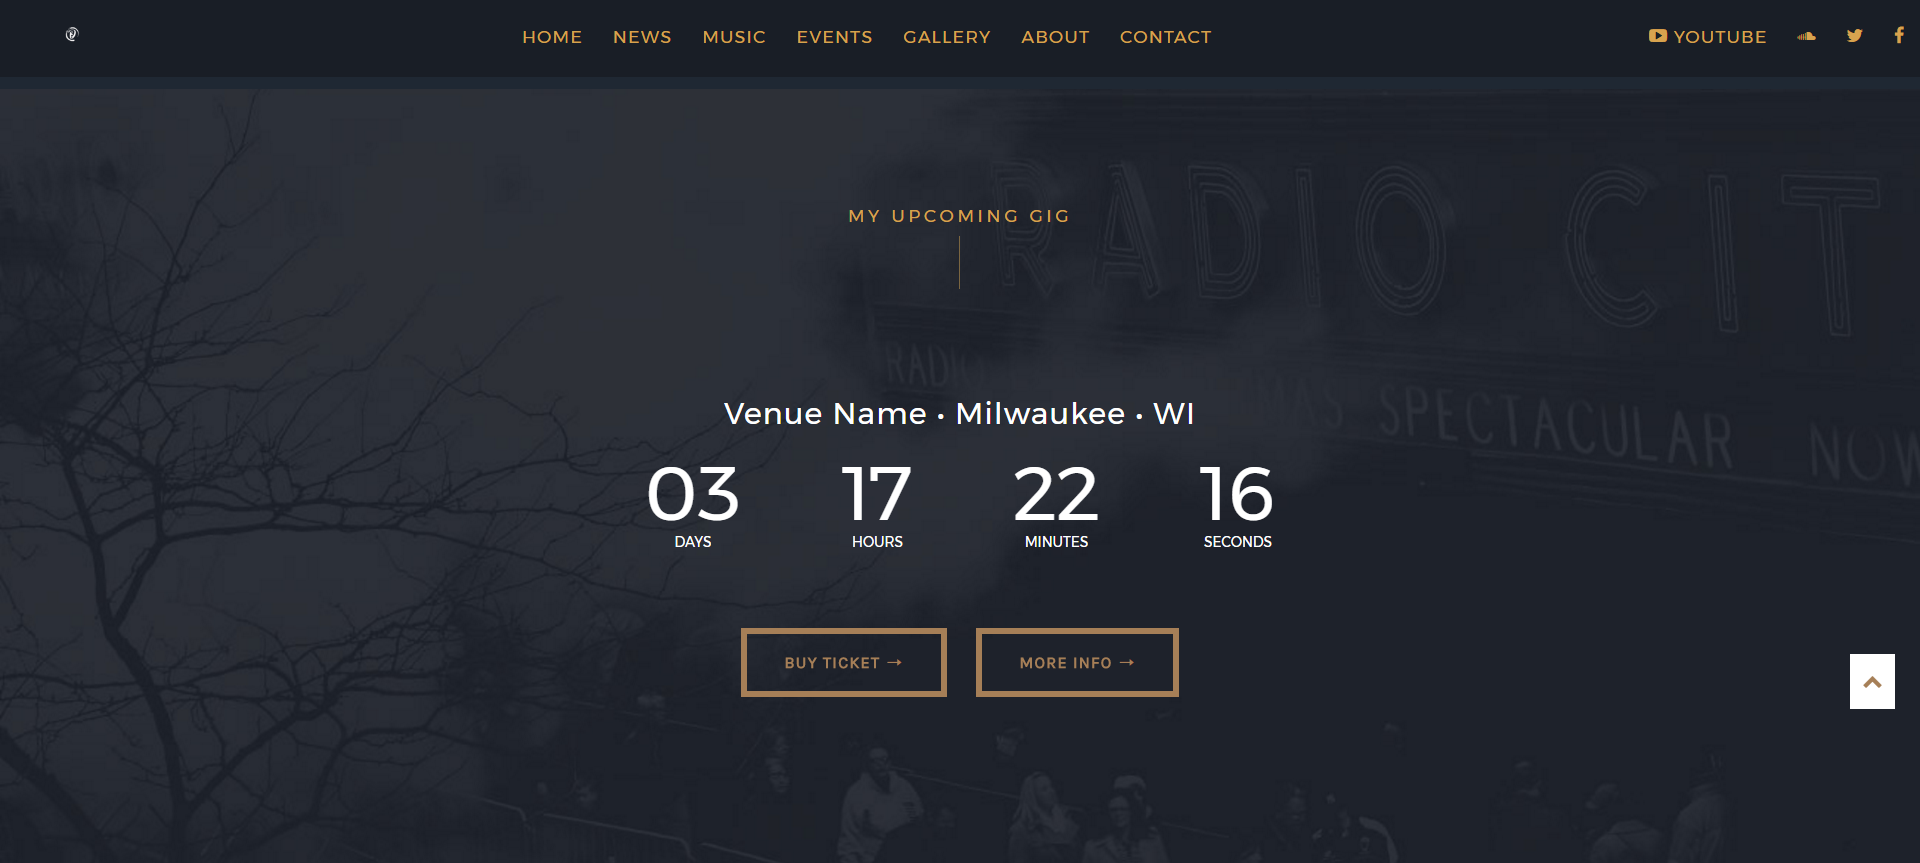 HOME NEWS MUSIC EVENTS GALLERY ABOUT CONTACT YOUTUBE
RADIO CIT
MY UPCOMING GIG
RADIO
MAS SPECTACULAR NOW
Venue Name • Milwaukee • WI
03 17 22 16
DAYS HOURS MINUTES SECONDS
BUY TICKET → MORE INFO →